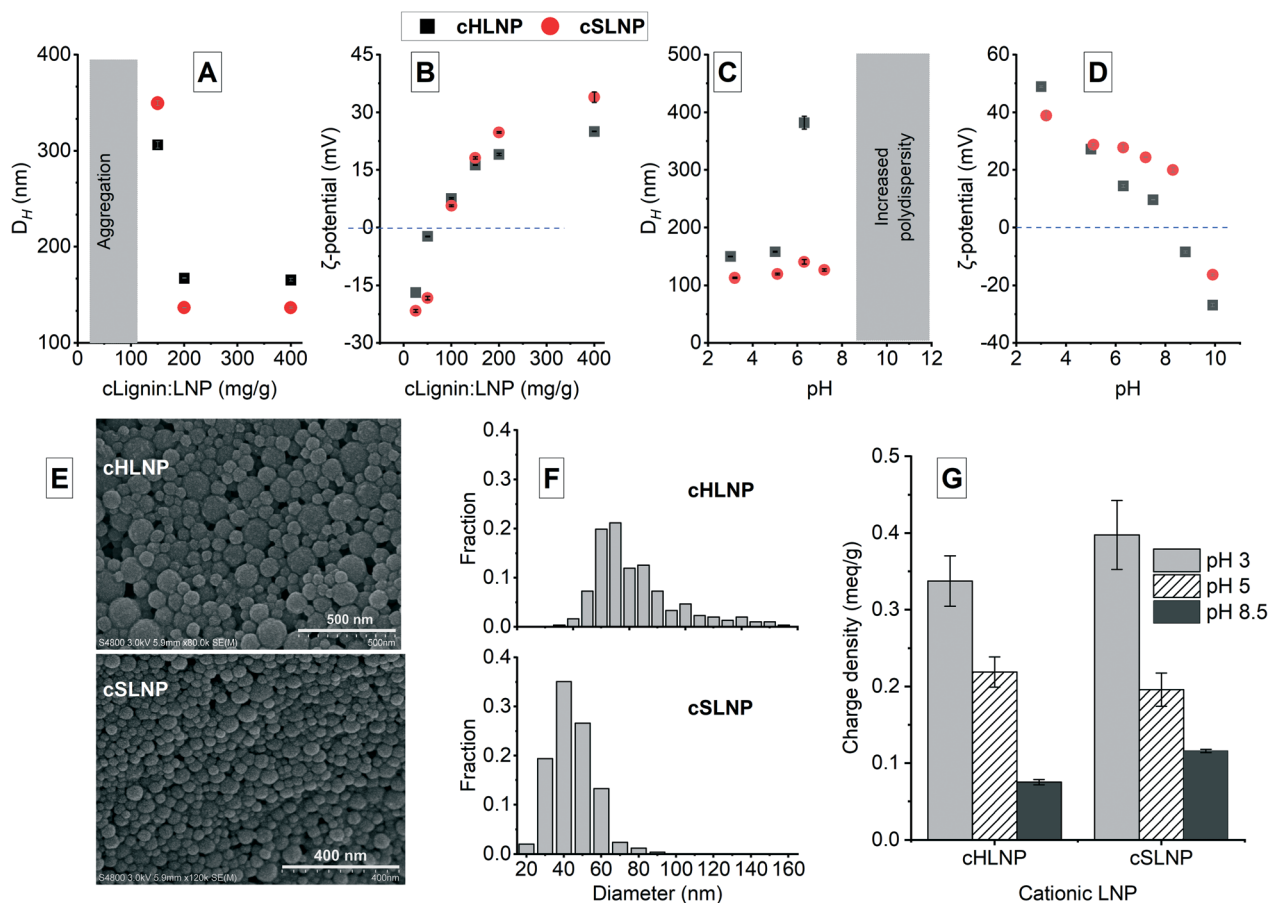 cHLNP cSLNP
A
400
300
200
100
D_H (nm)
Aggregation
0 100 200 300 400
cLignin:LNP (mg/g)
B
45
30
15
0
-15
-30
ζ-potential (mV)
0 100 200 300 400
cLignin:LNP (mg/g)
C
500
400
300
200
100
0
D_H (nm)
Increased
polydispersity
2 4 6 8 10 12
pH
D
60
40
20
0
-20
-40
ζ-potential (mV)
2 4 6 8 10
pH
E
cHLNP
500 nm
S4800 3.0kV 5.9mm x80.0k SE(M) 500nm
cSLNP
400 nm
S4800 3.0kV 5.9mm x120k SE(M) 400nm
F
0.4
0.3
0.2
0.1
0.0
Fraction
cHLNP
0.4
0.3
0.2
0.1
0.0
Fraction
cSLNP
20 40 60 80 100 120 140 160
Diameter (nm)
G
0.5
0.4
0.3
0.2
0.1
0.0
Charge density (meq/g)
pH 3
pH 5
pH 8.5
cHLNP cSLNP
Cationic LNP